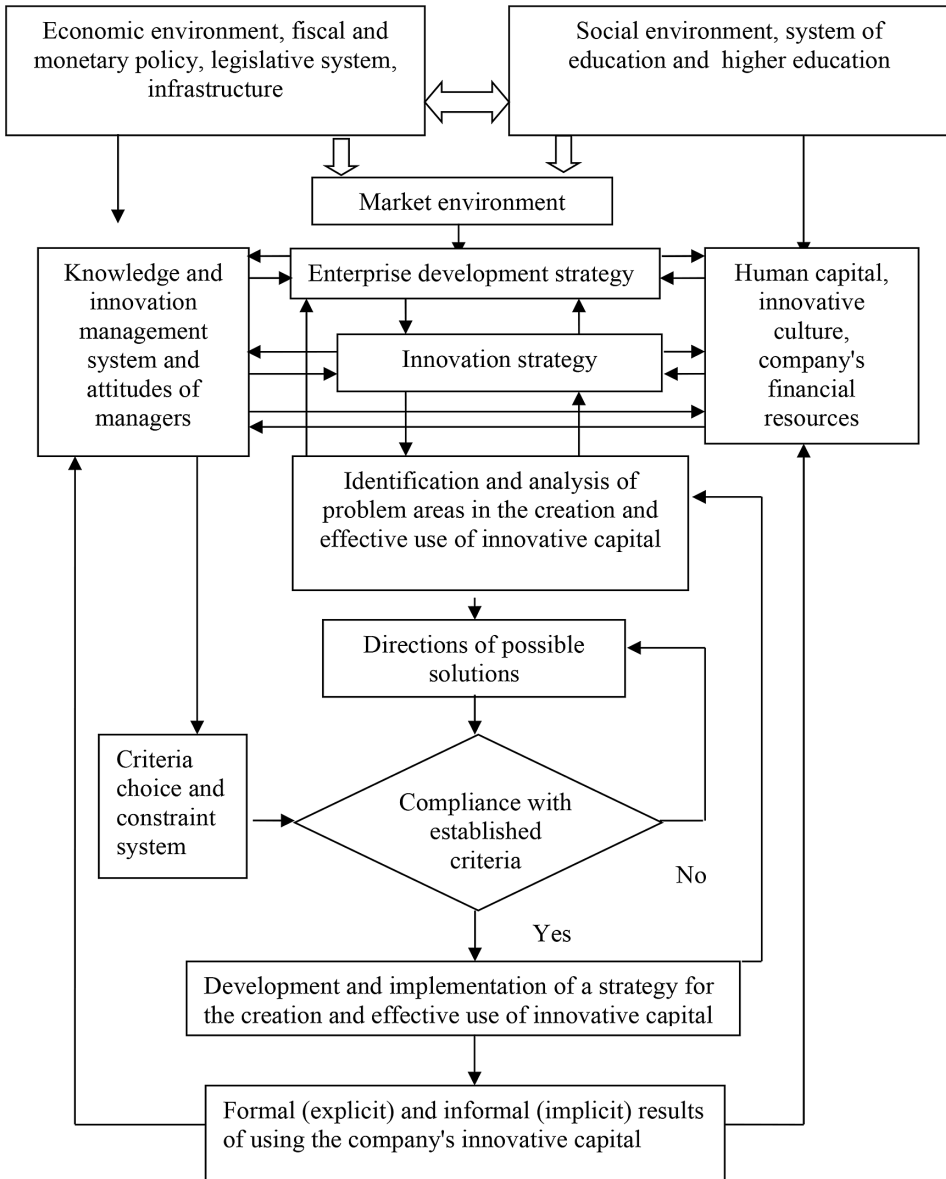 Economic environment, fiscal and
monetary policy, legislative system,
infrastructure
Social environment, system of
education and higher education
Market environment
Knowledge and
innovation
management
system and
attitudes of
managers
Enterprise development strategy
Human capital,
innovative
culture,
company's
financial
resources
Innovation strategy
Identification and analysis of
problem areas in the creation and
effective use of innovative capital
Directions of possible
solutions
Criteria
choice and
constraint
system
Compliance with
established
criteria
No
Yes
Development and implementation of a strategy for
the creation and effective use of innovative capital
Formal (explicit) and informal (implicit) results
of using the company's innovative capital